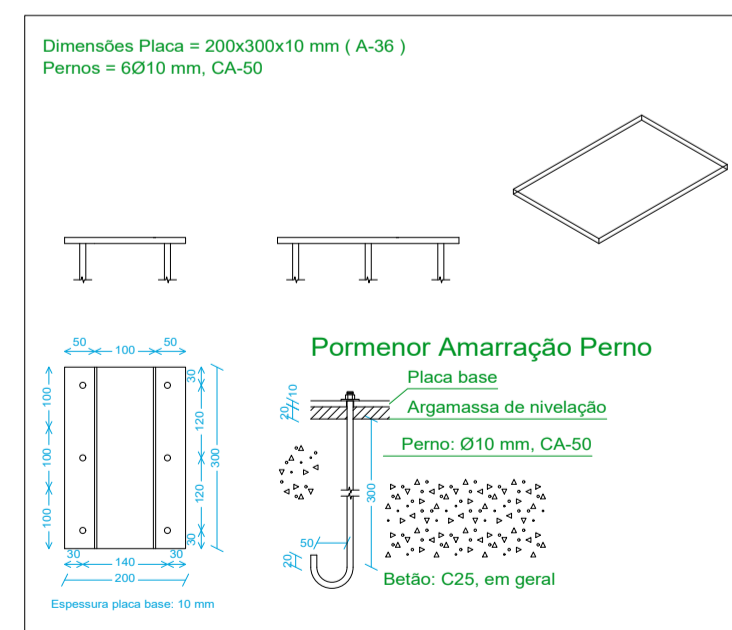 Dimensões Placa = 200x300x10 mm ( A-36 )
Pernos = 6Ø10 mm, CA-50
50
100
50
100
100
100
30
120
120
30
300
30
140
30
200
Espessura placa base: 10 mm
Pormenor Amarração Perno
Placa base
Argamassa de nivelação
Perno: Ø10 mm, CA-50
10
20
300
50
20
Betão: C25, em geral